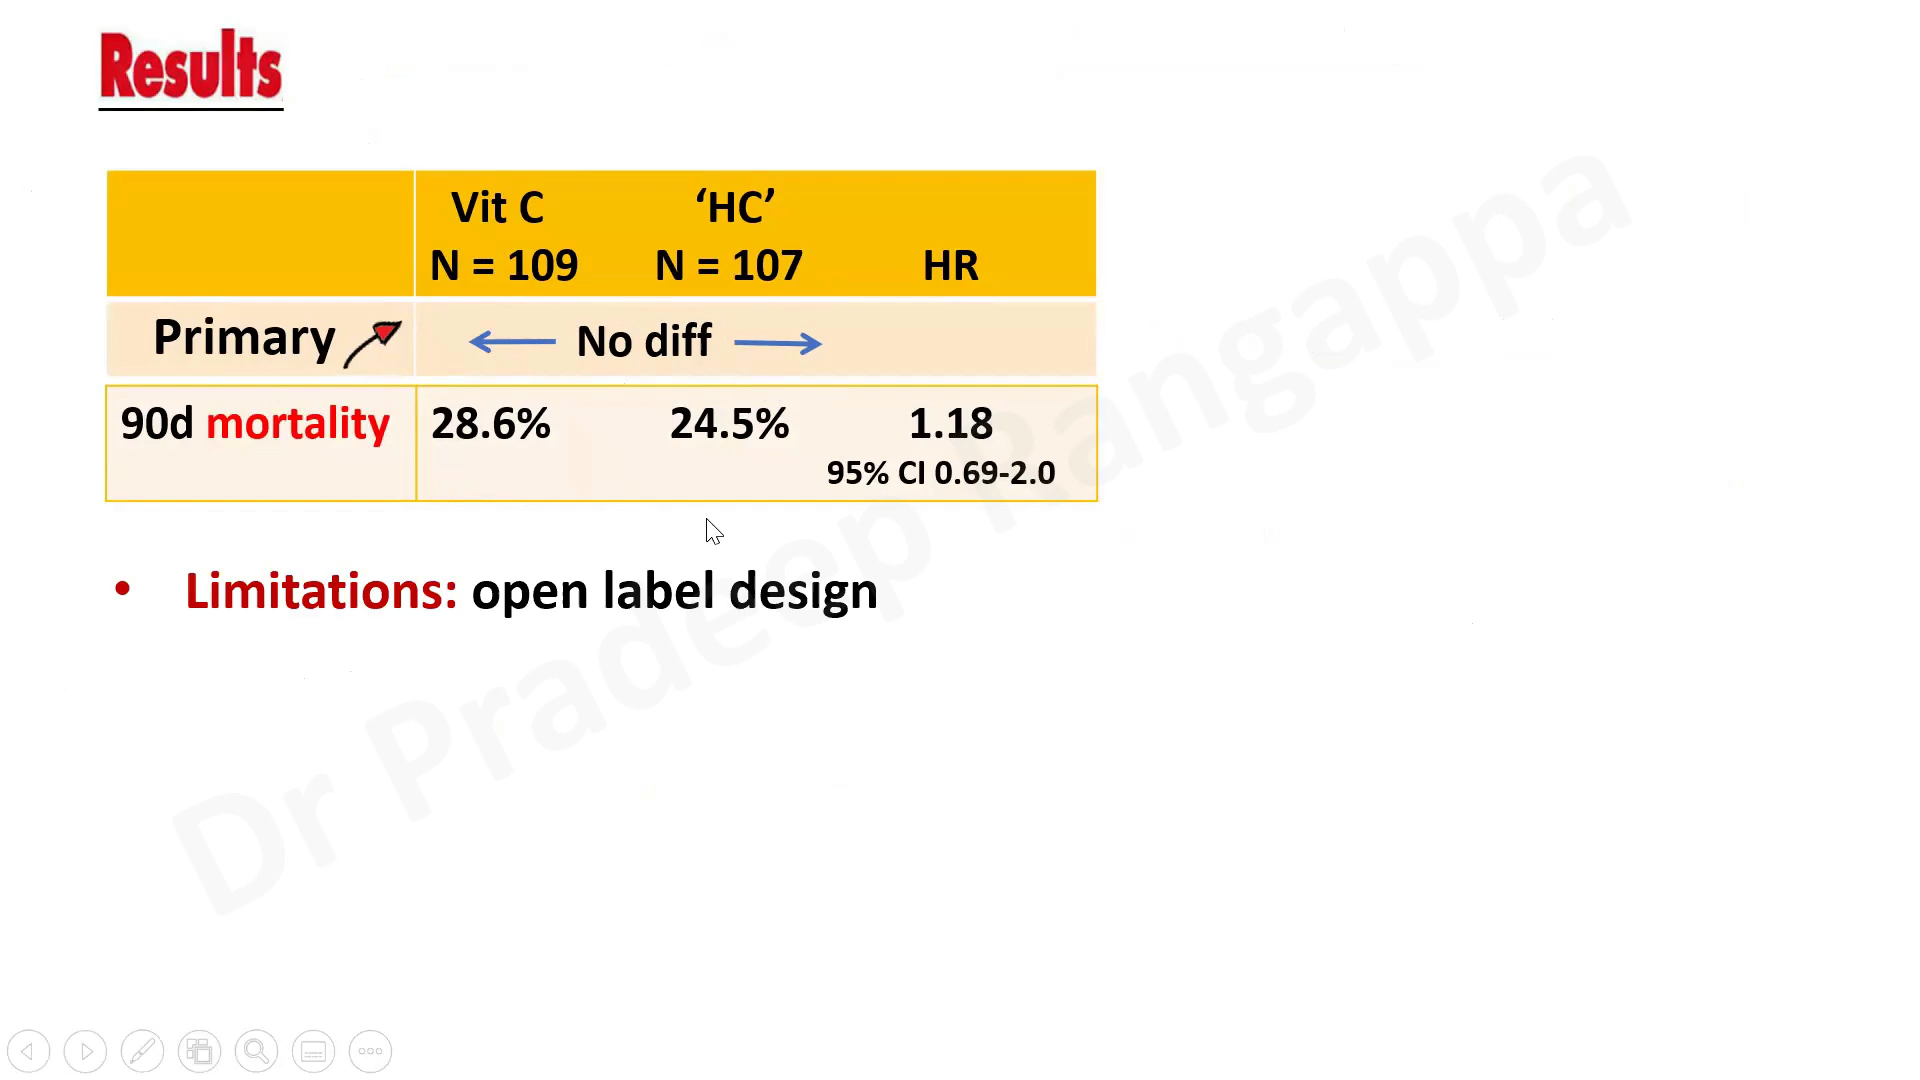 Results
Vit C ‘HC’
N = 109 N = 107 HR
Primary No diff
90d mortality 28.6% 24.5% 1.18
95% CI 0.69-2.0
• Limitations: open label design
Dr Pradeep Rangappa